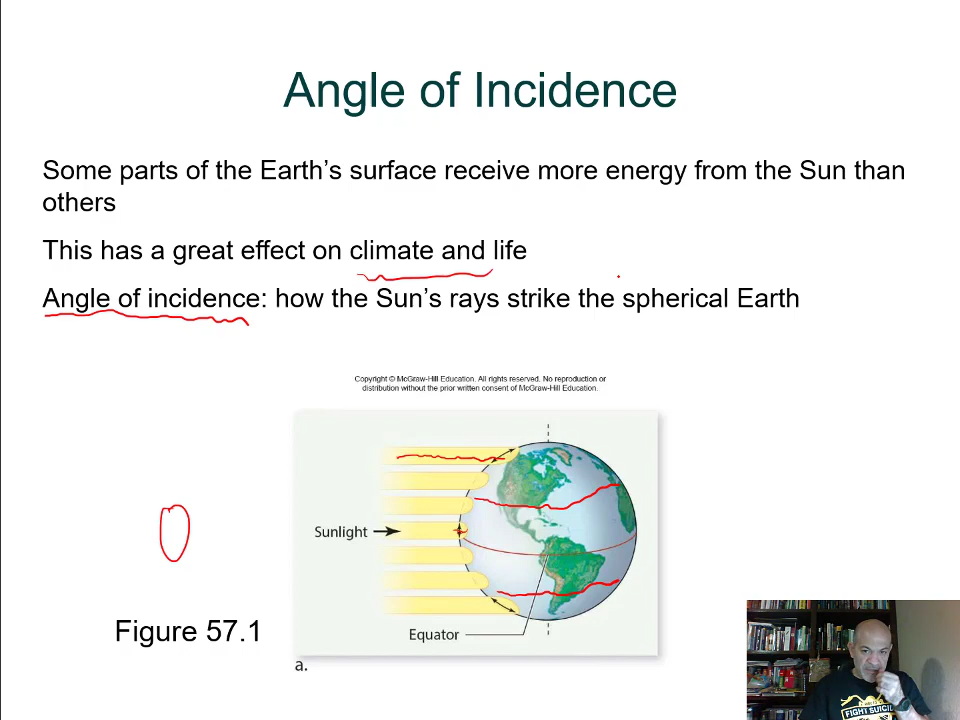 Angle of Incidence
Some parts of the Earth’s surface receive more energy from the Sun than
others
This has a great effect on climate and life
Angle of incidence: how the Sun’s rays strike the spherical Earth
Copyright © McGraw-Hill Education. All rights reserved. No reproduction or
distribution without the prior written consent of McGraw-Hill Education.
Sunlight
Equator
Figure 57.1
a.
FIGHT